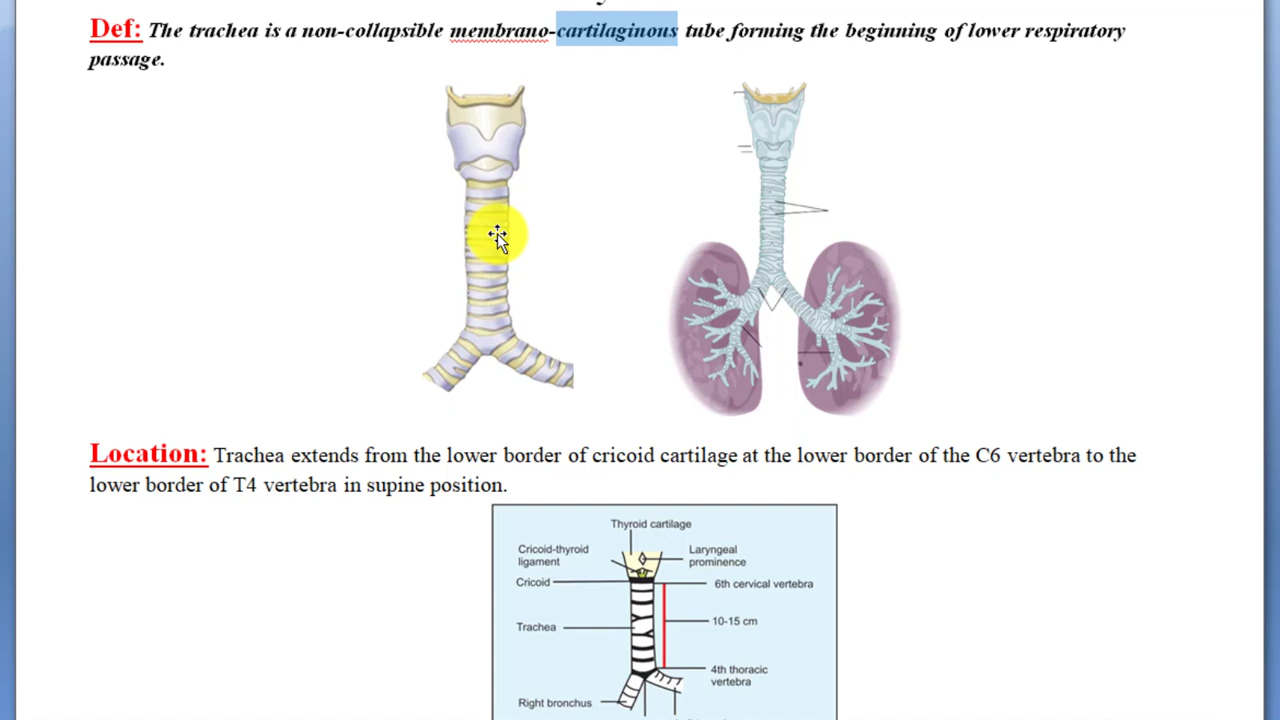 Def: The trachea is a non-collapsible membrano-cartilaginous tube forming the beginning of lower respiratory
passage.
Location: Trachea extends from the lower border of cricoid cartilage at the lower border of the C6 vertebra to the
lower border of T4 vertebra in supine position.
Thyroid cartilage
Cricoid-thyroid
ligament
Laryngeal
prominence
Cricoid
6th cervical vertebra
10-15 cm
Trachea
4th thoracic
vertebra
Right bronchus